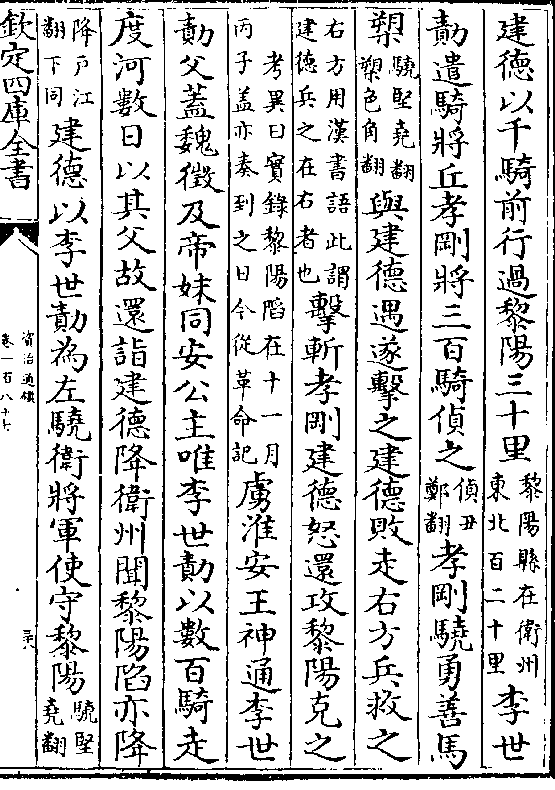 建德以千騎前行過黎陽三十里黎陽縣在衛州東北百二十里李世
勣遣騎將丘孝剛將三百騎偵之偵丑鄭翻孝剛驍勇善馬
槊驍堅堯翻槊色角翻與建德遇遂擊之建德敗走右方兵救之
右方用漢書語此謂建德兵之在右者也擊斬孝剛建德怒還攻黎陽克之
考異曰實錄黎陽陷在十一月丙子蓋亦奏到之日今從革命記虜淮安王神通李世
勣父蓋魏徵及帝妹同安公主唯李世勣以數百騎走
度河數日以其父故還詣建德降衛州聞黎陽陷亦降
降戶江翻下同建德以李世勣為左驍衛將軍使守黎陽驍堅堯翻
欽定四庫全書
資治通鑑
卷一百八十七
三十八